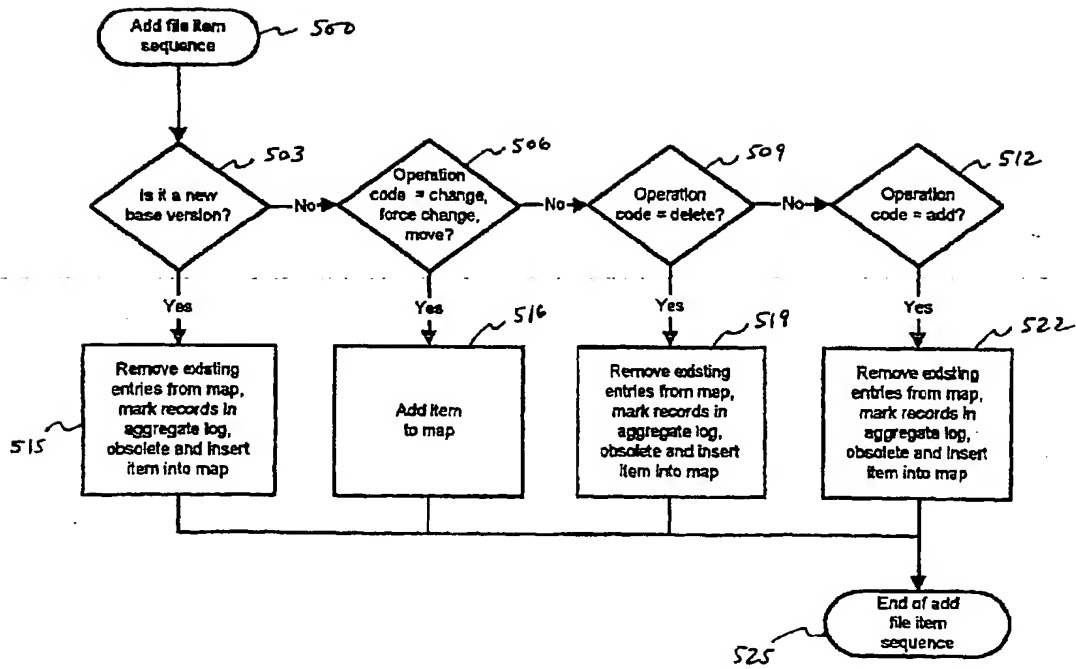 Add file item
sequence
500
503
506
509
512
Is it a new
base version?
No
Operation
code = change,
force change,
move?
No
Operation
code = delete?
No
Operation
code = add?
Yes
Yes
Yes
Yes
515
Remove existing
entries from map,
mark records in
aggregate log,
obsolete and insert
item into map
516
Add item
to map
519
Remove existing
entries from map,
mark records in
aggregate log,
obsolete and insert
item into map
522
Remove existing
entries from map,
mark records in
aggregate log,
obsolete and insert
item into map
End of add
file item
sequence
525